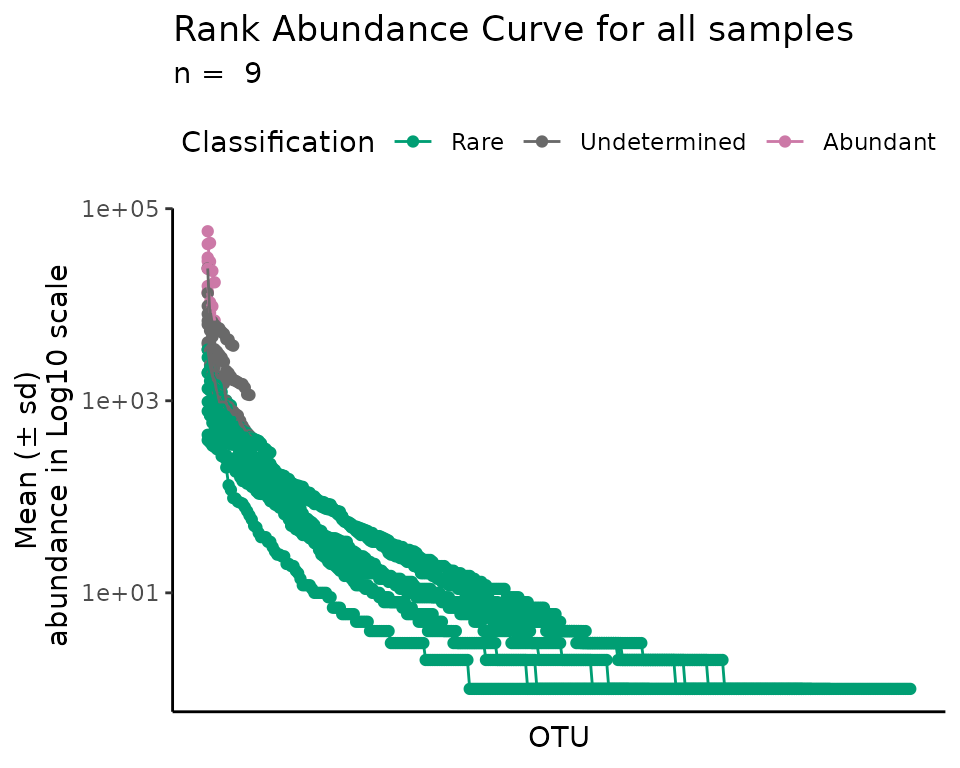 Rank Abundance Curve for all samples
n =  9
Classification Rare Undetermined Abundant
1e+05
1e+03
1e+01
Mean (± sd)
abundance in Log10 scale
OTU